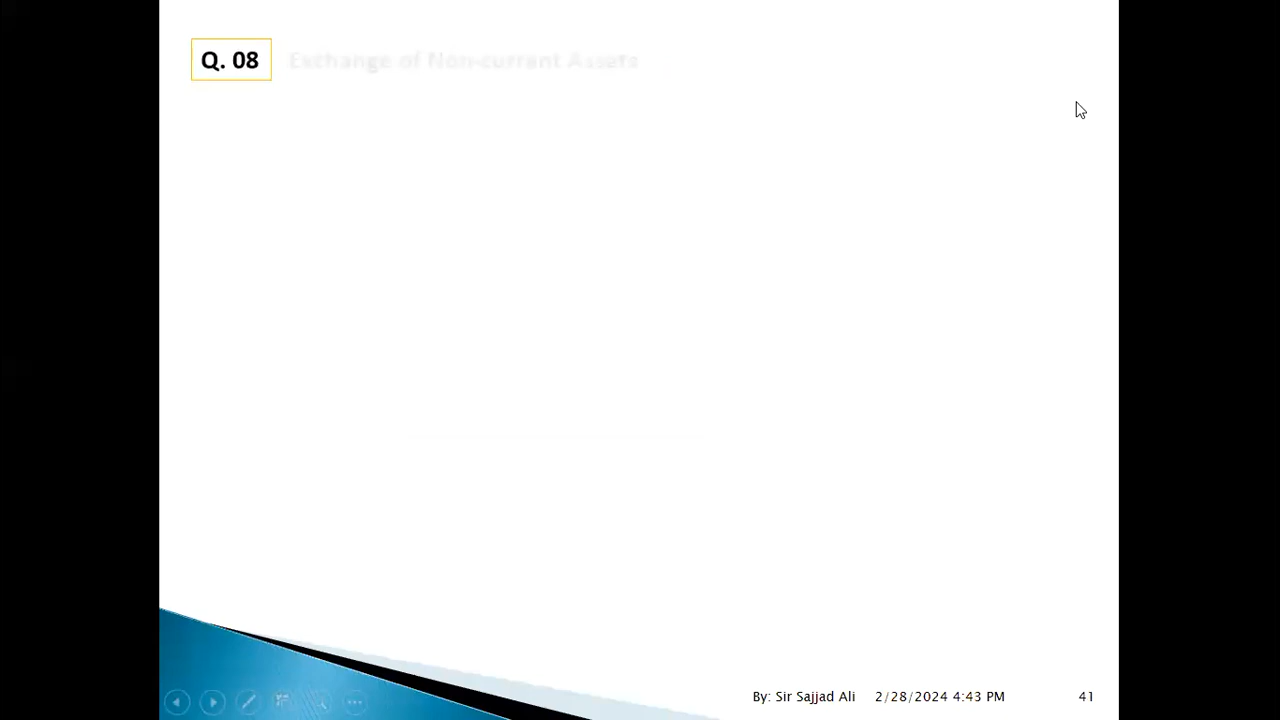 Q. 08 Exchange of Non-current Assets
By: Sir Sajjad Ali 2/28/2024 4:43 PM 41